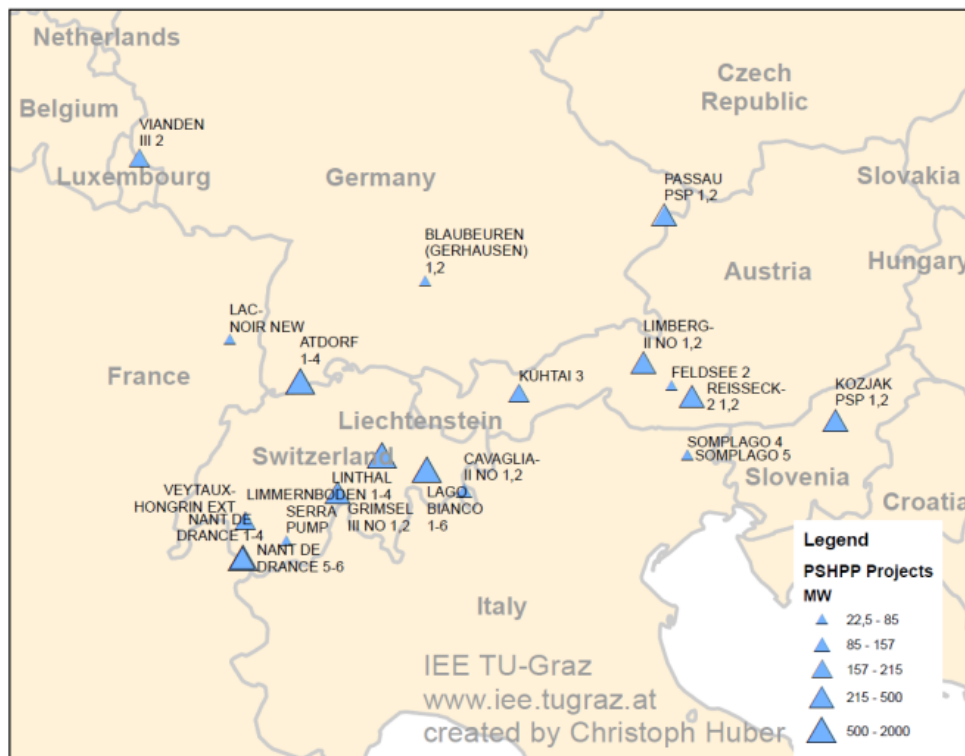 Netherlands
Belgium
VIANDEN
III 2
Luxembourg
Germany
Czech
Republic
Slovakia
PASSAU
PSP 1,2
BLAUBEUREN
(GERHAUSEN)
1,2
Austria
Hungary
LAC-
NOIR NEW
ATDORF
1-4
France
LIMBERG-
II NO 1,2
KÜHTAI 3
FELDSEE 2
REISSECK-
2 1,2
KOZJAK
PSP 1,2
Liechtenstein
Switzerland
SOMPLAGO 4
SOMPLAGO 5
Slovenia
Croatia
CAVAGLIA-
II NO 1,2
LINTHAL
LIMMERNBODEN 1-4
VEYTAUX-
HONGRIN EXT
LAGO
BIANCO
1-6
SERRA
PUMP
GRIMSEL
III NO 1,2
NANT DE
DRANCE 1-4
NANT DE
DRANCE 5-6
Italy
Legend
PSHPP Projects
MW
22,5 - 85
85 - 157
157 - 215
215 - 500
500 - 2000
IEE TU-Graz
www.iee.tugraz.at
created by Christoph Huber